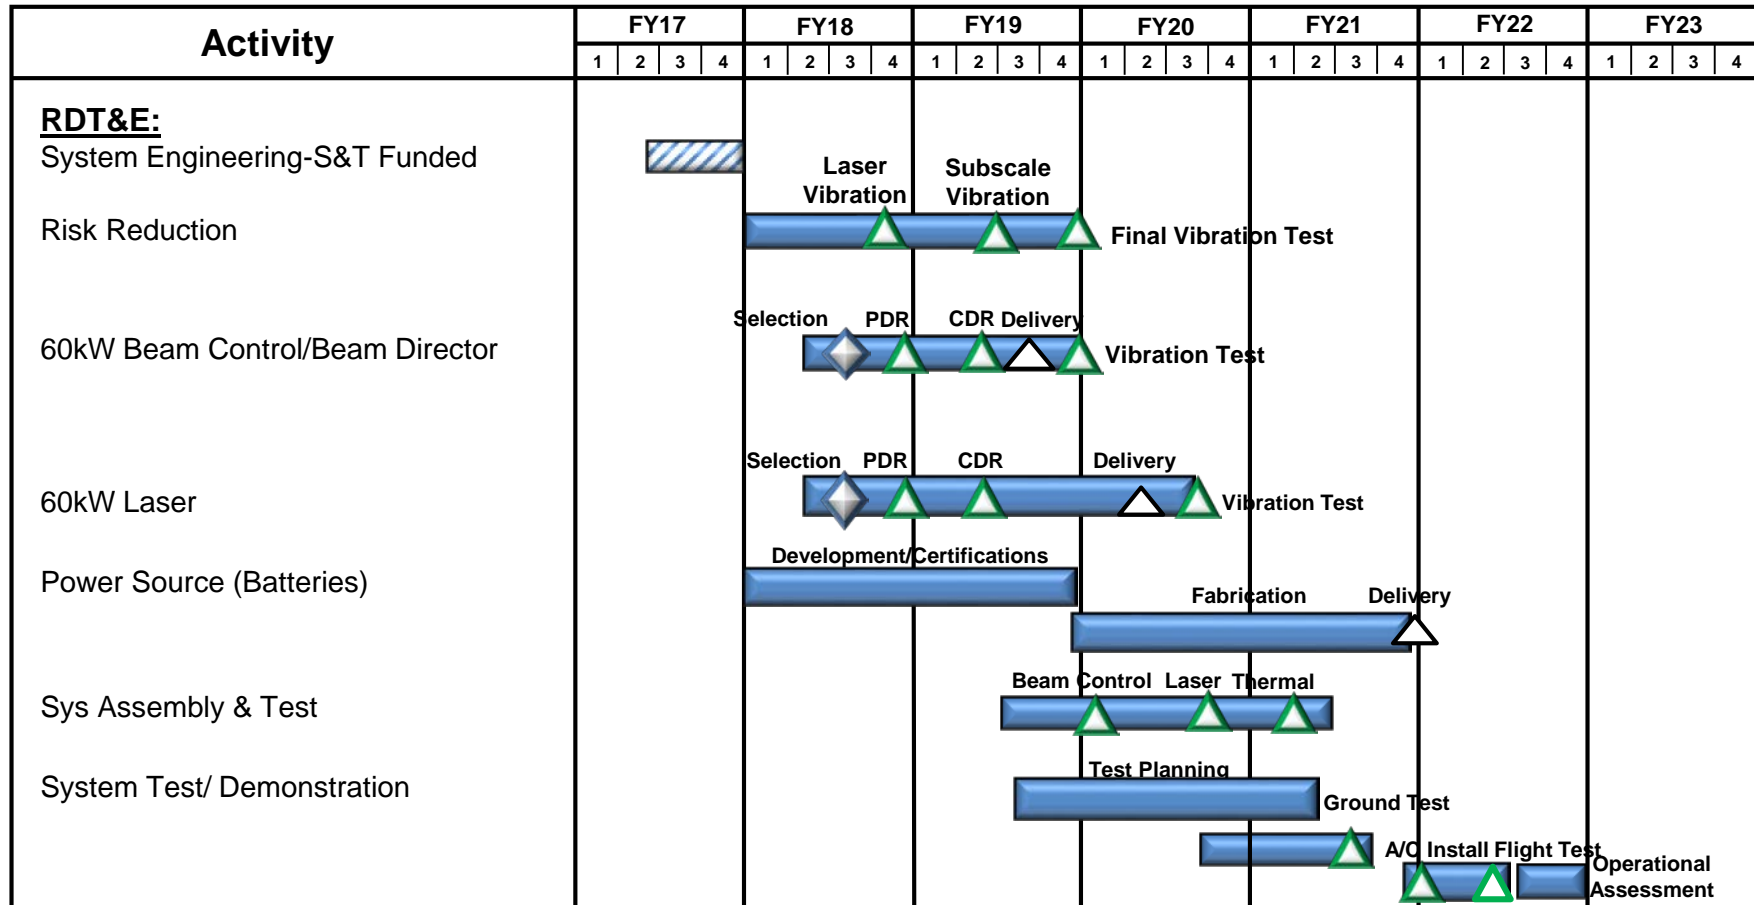 Activity
FY17 FY18 FY19 FY20 FY21 FY22 FY23
1 2 3 4 1 2 3 4 1 2 3 4 1 2 3 4 1 2 3 4 1 2 3 4 1 2 3 4
RDT&E:
System Engineering-S&T Funded
Laser
Vibration
Subscale
Vibration
Risk Reduction
Final Vibration Test
Selection PDR CDR Delivery
60kW Beam Control/Beam Director
Vibration Test
Selection PDR CDR Delivery
60kW Laser
Vibration Test
Development/Certifications
Power Source (Batteries)
Fabrication Delivery
Beam Control Laser Thermal
Sys Assembly & Test
Test Planning
System Test/ Demonstration
Ground Test
A/C Install Flight Test
Operational
Assessment